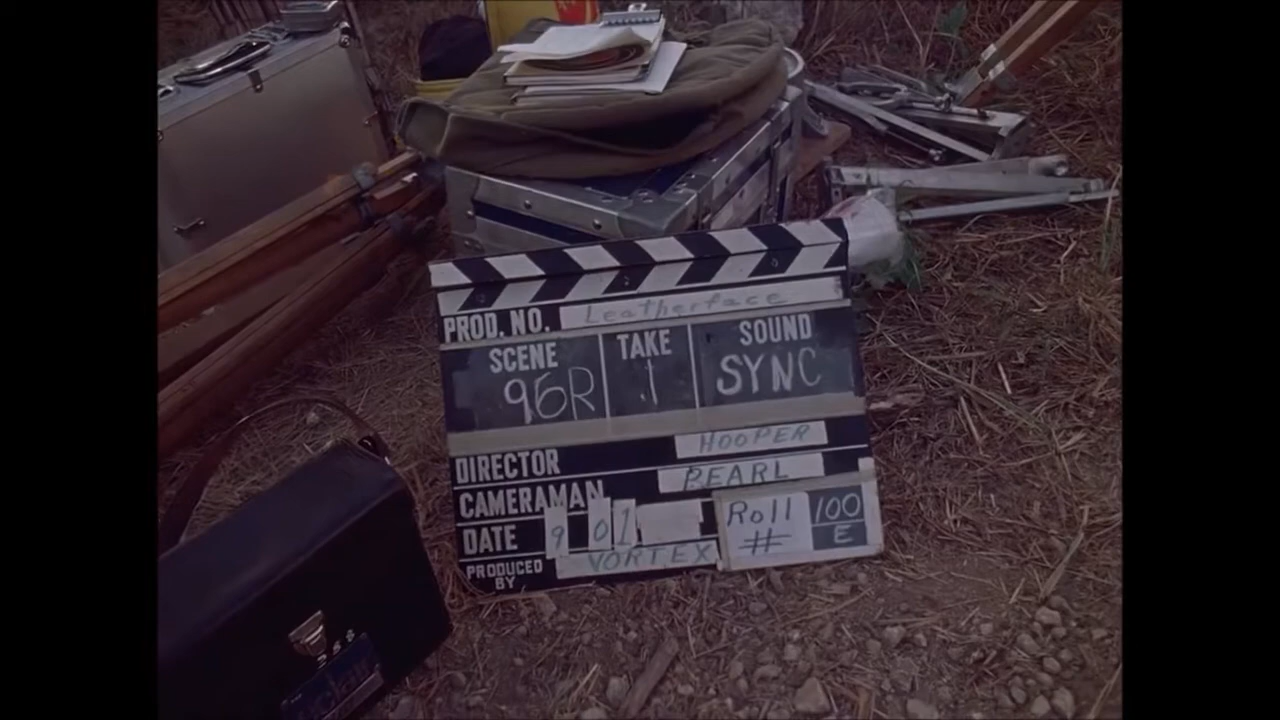 PROD. NO. Leatherface
SCENE TAKE SOUND
96R 1 SYNC
DIRECTOR HOOPER
CAMERAMAN PEARL
DATE 9 01
Roll # 100 E
PRODUCED BY VORTEX